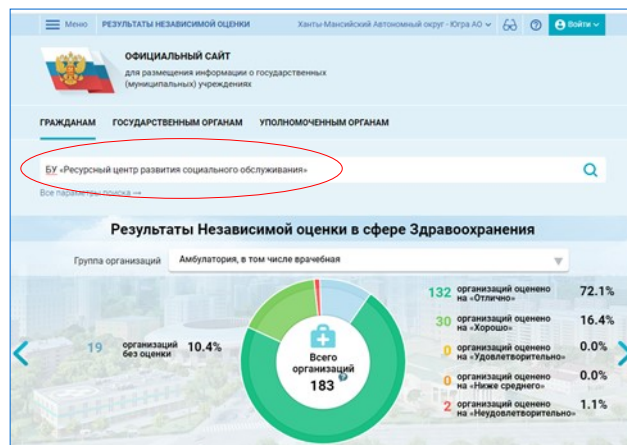 Меню РЕЗУЛЬТАТЫ НЕЗАВИСИМОЙ ОЦЕНКИ Ханты-Мансийский Автономный округ - Югра АО Войти
ОФИЦИАЛЬНЫЙ САЙТ
для размещения информации о государственных
(муниципальных) учреждениях
ГРАЖДАНАМ ГОСУДАРСТВЕННЫМ ОРГАНАМ УПОЛНОМОЧЕННЫМ ОРГАНАМ
БУ «Ресурсный центр развития социального обслуживания»
Все параметры поиска →
Результаты Независимой оценки в сфере Здравоохранения
Группа организаций Амбулатория, в том числе врачебная
132 организаций оценено
на «Отлично» 72.1%
30 организаций оценено
на «Хорошо» 16.4%
19 организаций
без оценки 10.4%
Всего
организаций
183
0 организаций оценено
на «Удовлетворительно» 0.0%
0 организаций оценено
на «Ниже среднего» 0.0%
2 организаций оценено
на «Неудовлетворительно» 1.1%